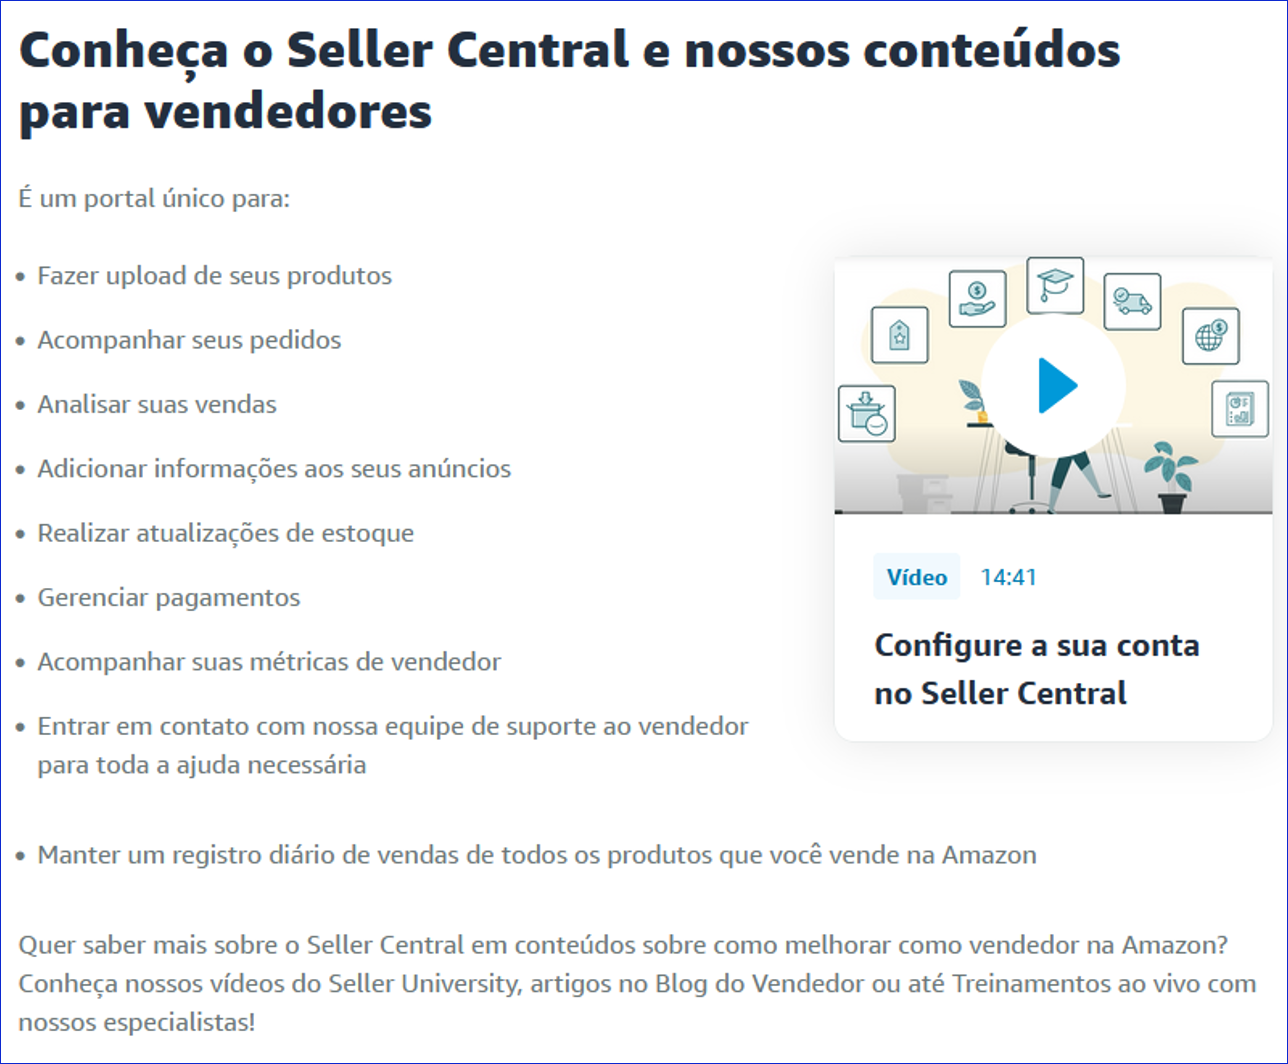 Conheça o Seller Central e nossos conteúdos
para vendedores
É um portal único para:
• Fazer upload de seus produtos
• Acompanhar seus pedidos
• Analisar suas vendas
• Adicionar informações aos seus anúncios
• Realizar atualizações de estoque
• Gerenciar pagamentos
• Acompanhar suas métricas de vendedor
• Entrar em contato com nossa equipe de suporte ao vendedor
para toda a ajuda necessária
• Manter um registro diário de vendas de todos os produtos que você vende na Amazon
Vídeo 14:41
Configure a sua conta
no Seller Central
Quer saber mais sobre o Seller Central em conteúdos sobre como melhorar como vendedor na Amazon?
Conheça nossos vídeos do Seller University, artigos no Blog do Vendedor ou até Treinamentos ao vivo com
nossos especialistas!